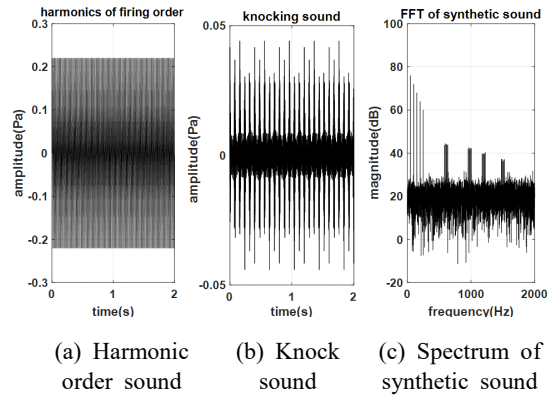 harmonics of firing order
amplitude(Pa)
0.3
0.2
0.1
0
-0.1
-0.2
-0.3
0
1
2
time(s)
knocking sound
amplitude(Pa)
0.05
0
-0.05
0
1
2
time(s)
FFT of synthetic sound
magnitude(dB)
100
80
60
40
20
0
-20
0
1000
2000
frequency(Hz)
(a) Harmonic
order sound
(b) Knock
sound
(c) Spectrum of
synthetic sound